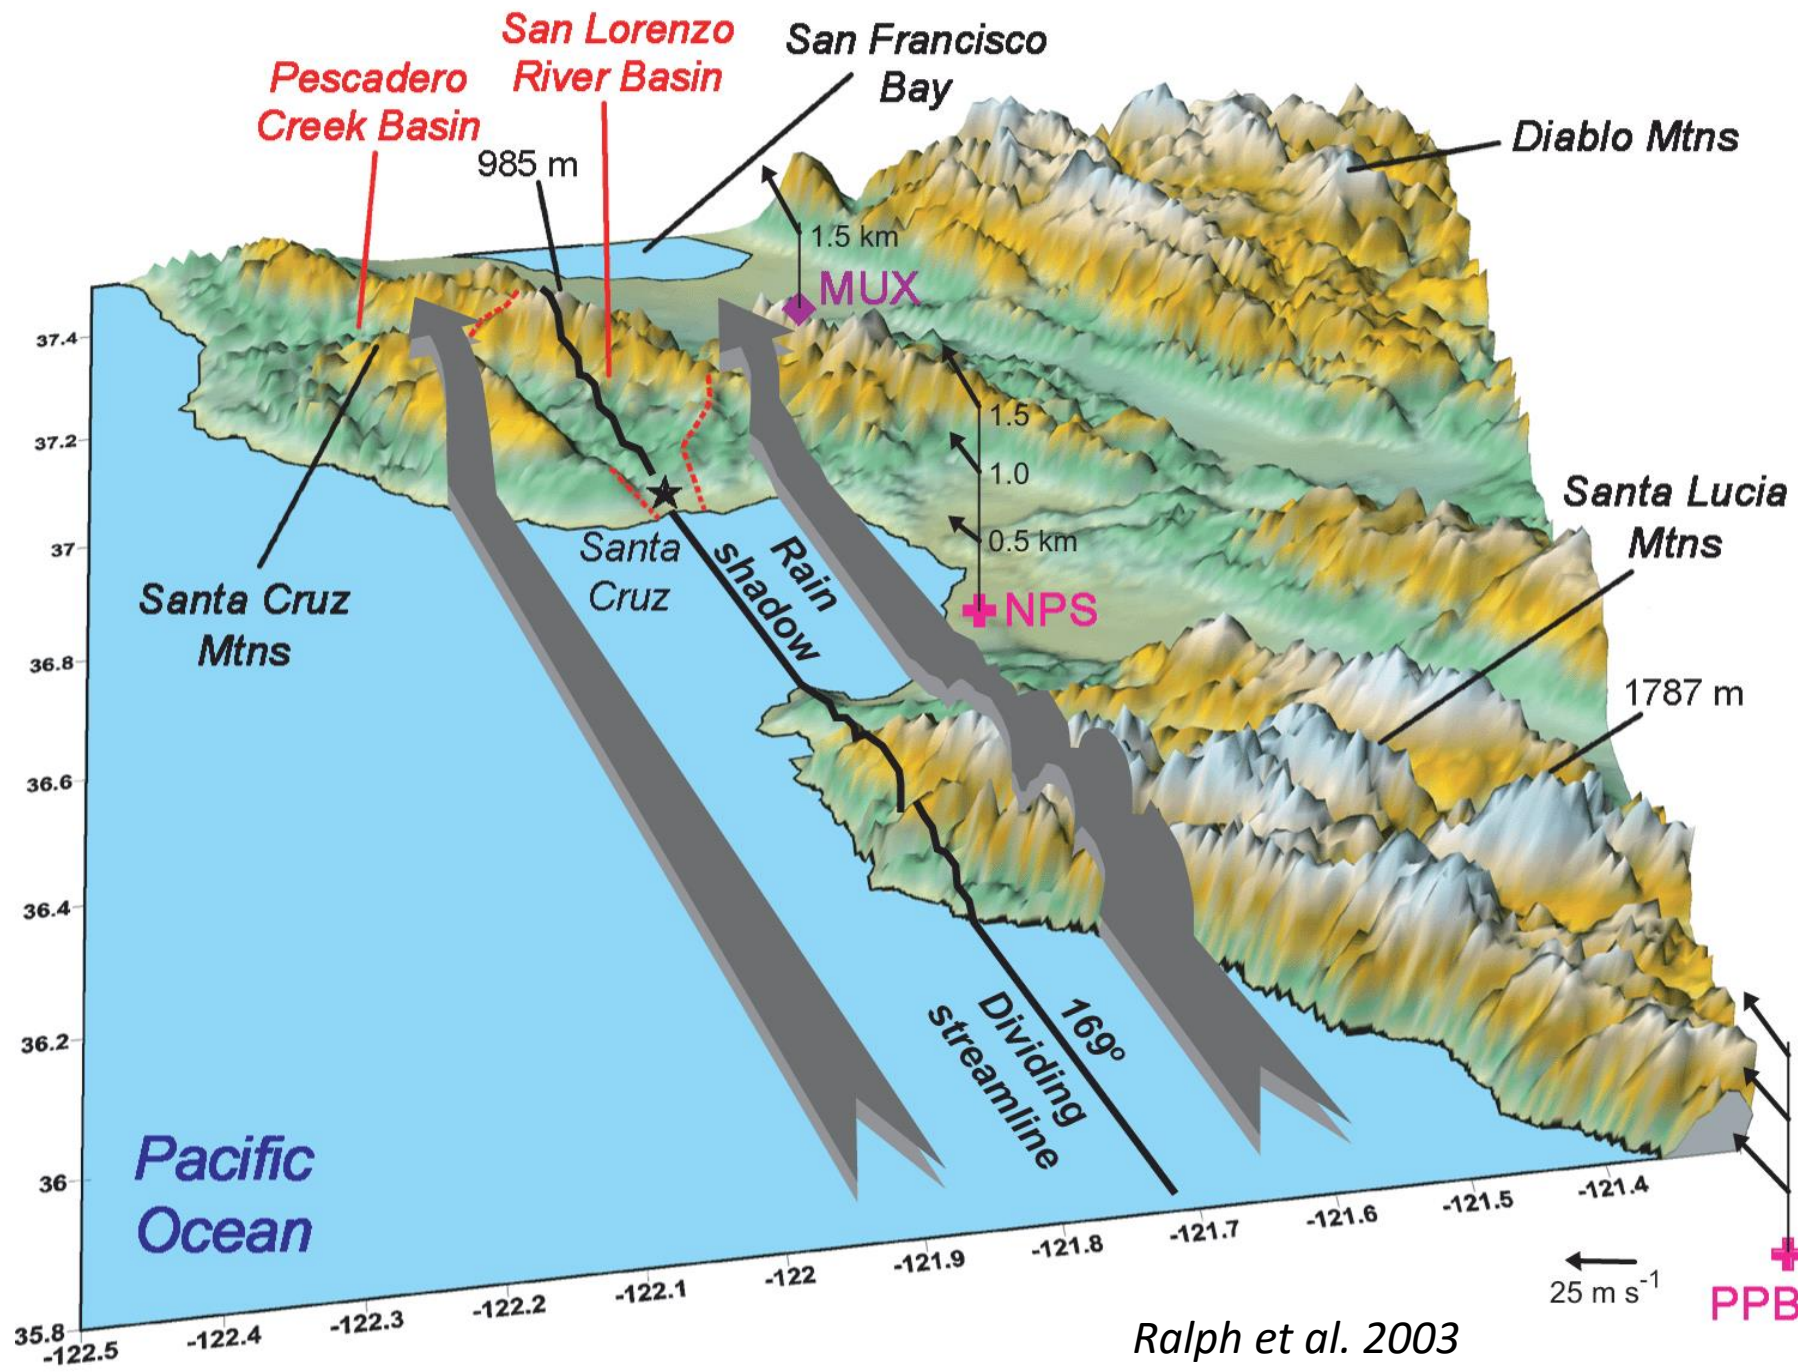 San Lorenzo
River Basin
San Francisco
Bay
Pescadero
Creek Basin
985 m
Diablo Mtns
1.5 km
MUX
37.4
1.5
37.2
1.0
Santa Lucia
Mtns
0.5 km
37
Santa
Cruz
Rain
shadow
Santa Cruz
Mtns
NPS
36.8
1787 m
36.6
36.4
169º
Dividing
streamline
36.2
Pacific
Ocean
36
-121.4
-121.5
-121.6
-121.7
-121.8
-121.9
-122
-122.1
-122.2
-122.3
-122.4
-122.5
35.8
25 m s-1
PPB
Ralph et al. 2003